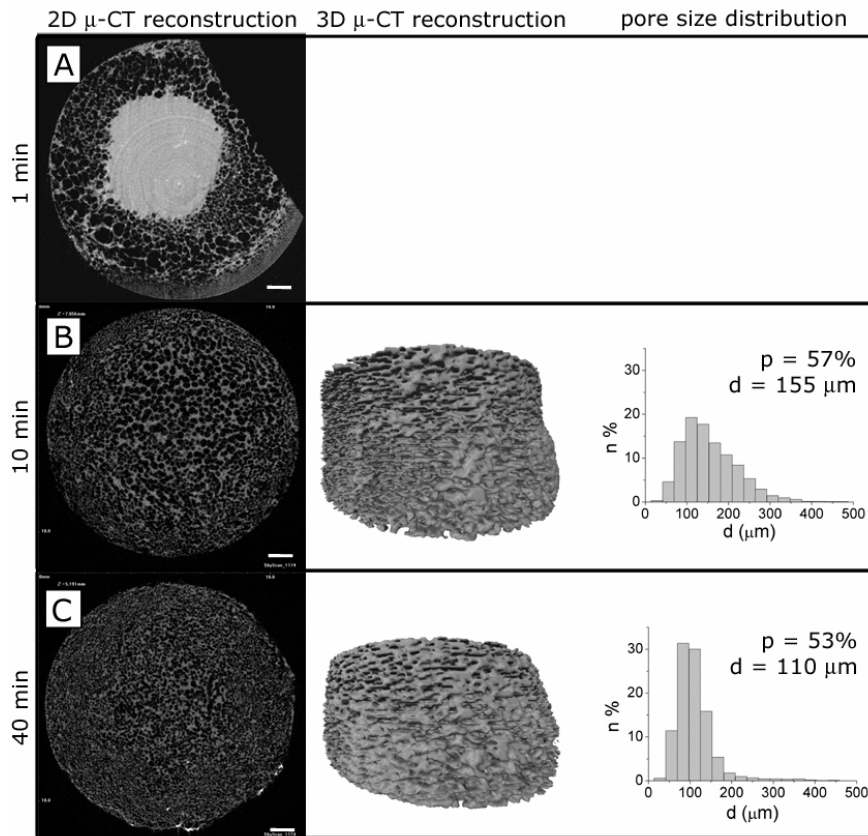 2D μ-CT reconstruction 3D μ-CT reconstruction pore size distribution
1 min
A
10 min
B
SkyScan_1174
p = 57%
d = 155 μm
n %
30
20
10
0
0 100 200 300 400 500
d (μm)
40 min
C
SkyScan_1174
p = 53%
d = 110 μm
n %
30
20
10
0
0 100 200 300 400 500
d (μm)